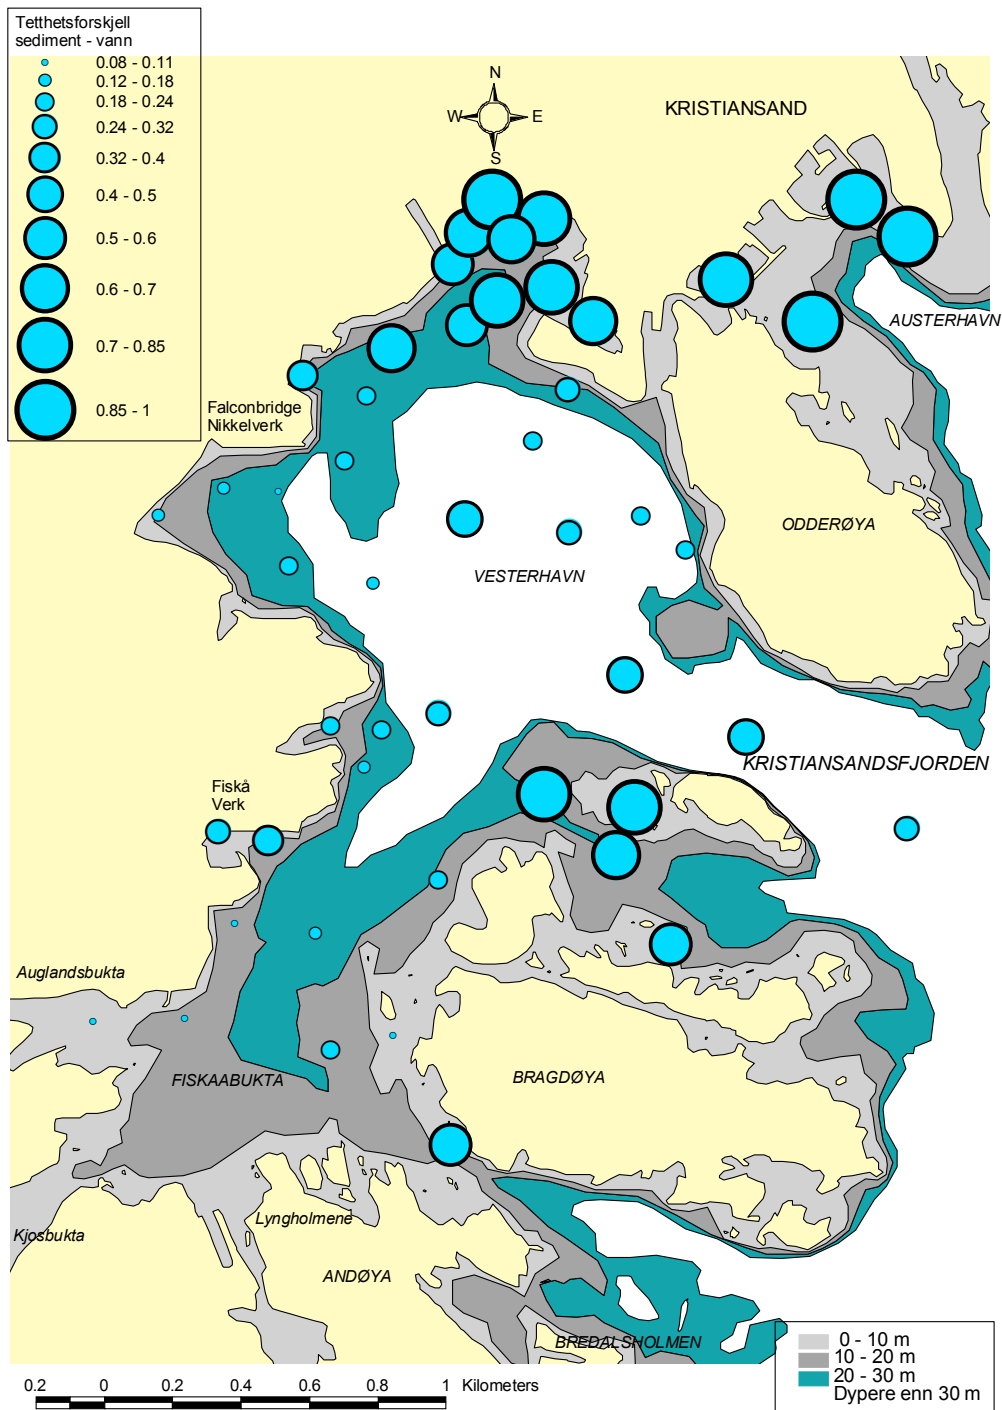 Tetthetsforskjell
sediment - vann
0.08 - 0.11
0.12 - 0.18
0.18 - 0.24
0.24 - 0.32
0.32 - 0.4
0.4 - 0.5
0.5 - 0.6
0.6 - 0.7
0.7 - 0.85
0.85 - 1
N
W E
S
KRISTIANSAND
AUSTERHAVN
Falconbridge
Nikkelverk
ODDERØYA
VESTERHAVN
KRISTIANSANDSFJORDEN
Fiskå
Verk
Auglandsbukta
FISKAABUKTA
BRAGDØYA
Lyngholmene
Kjosbukta
ANDØYA
BREDALSHOLMEN
0 - 10 m
10 - 20 m
20 - 30 m
Dypere enn 30 m
0.2 0 0.2 0.4 0.6 0.8 1 Kilometers